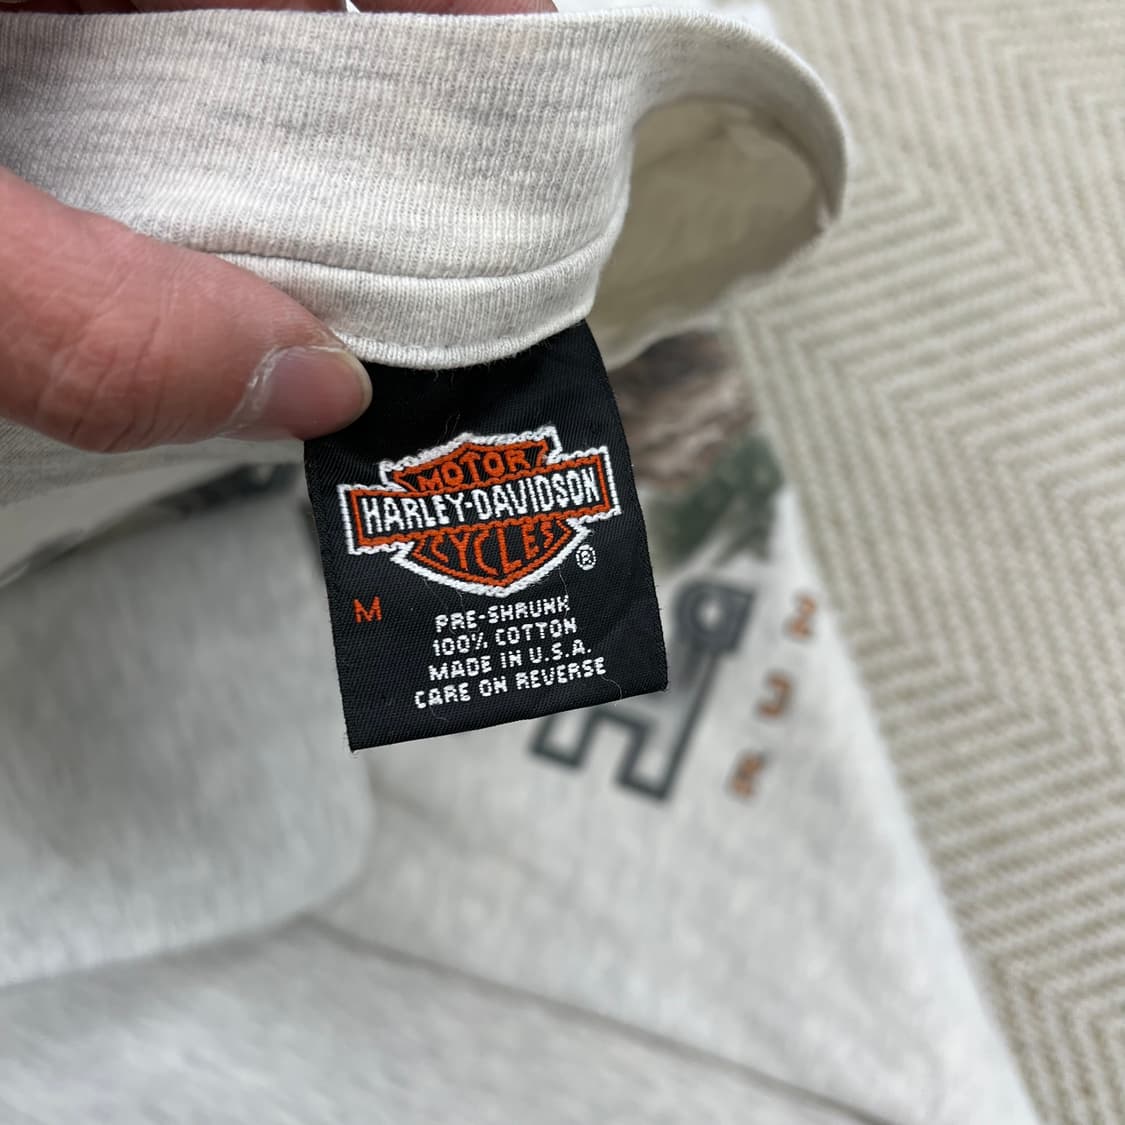 MOTOR
HARLEY-DAVIDSON
CYCLES
®
M
PRE-SHRUNK
100% COTTON
MADE IN U.S.A.
CARE ON REVERSE